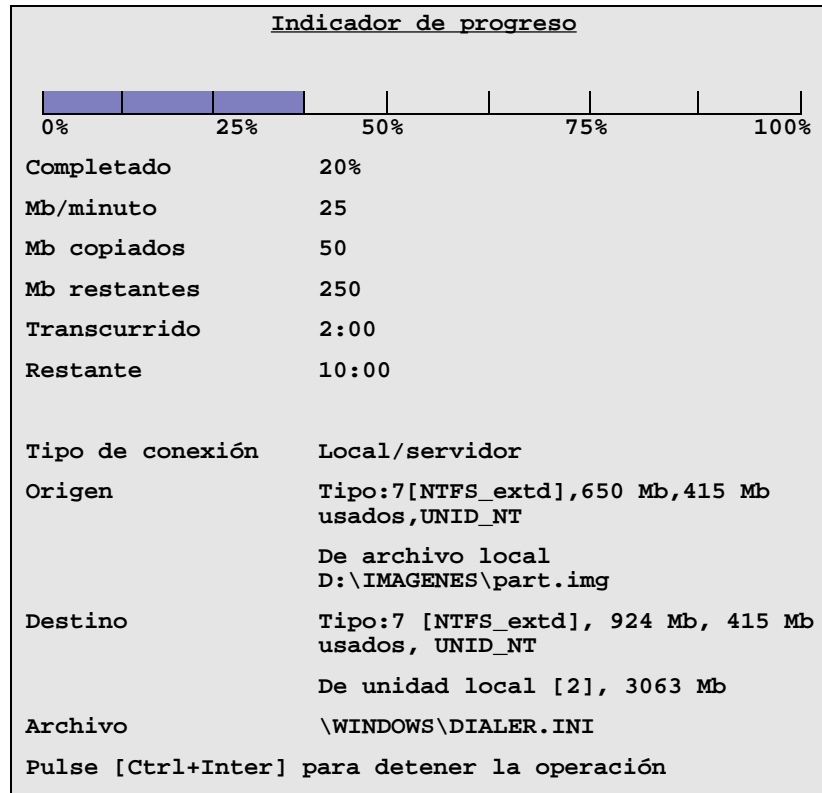 Indicador de progreso
0% 25% 50% 75% 100%
Completado 20%
Mb/minuto 25
Mb copiados 50
Mb restantes 250
Transcurrido 2:00
Restante 10:00
Tipo de conexión Local/servidor
Origen Tipo:7[NTFS_extd],650 Mb,415 Mb
usados,UNID_NT
De archivo local
D:\IMAGENES\part.img
Destino Tipo:7 [NTFS_extd], 924 Mb, 415 Mb
usados, UNID_NT
De unidad local [2], 3063 Mb
Archivo \WINDOWS\DIALER.INI
Pulse [Ctrl+Inter] para detener la operación